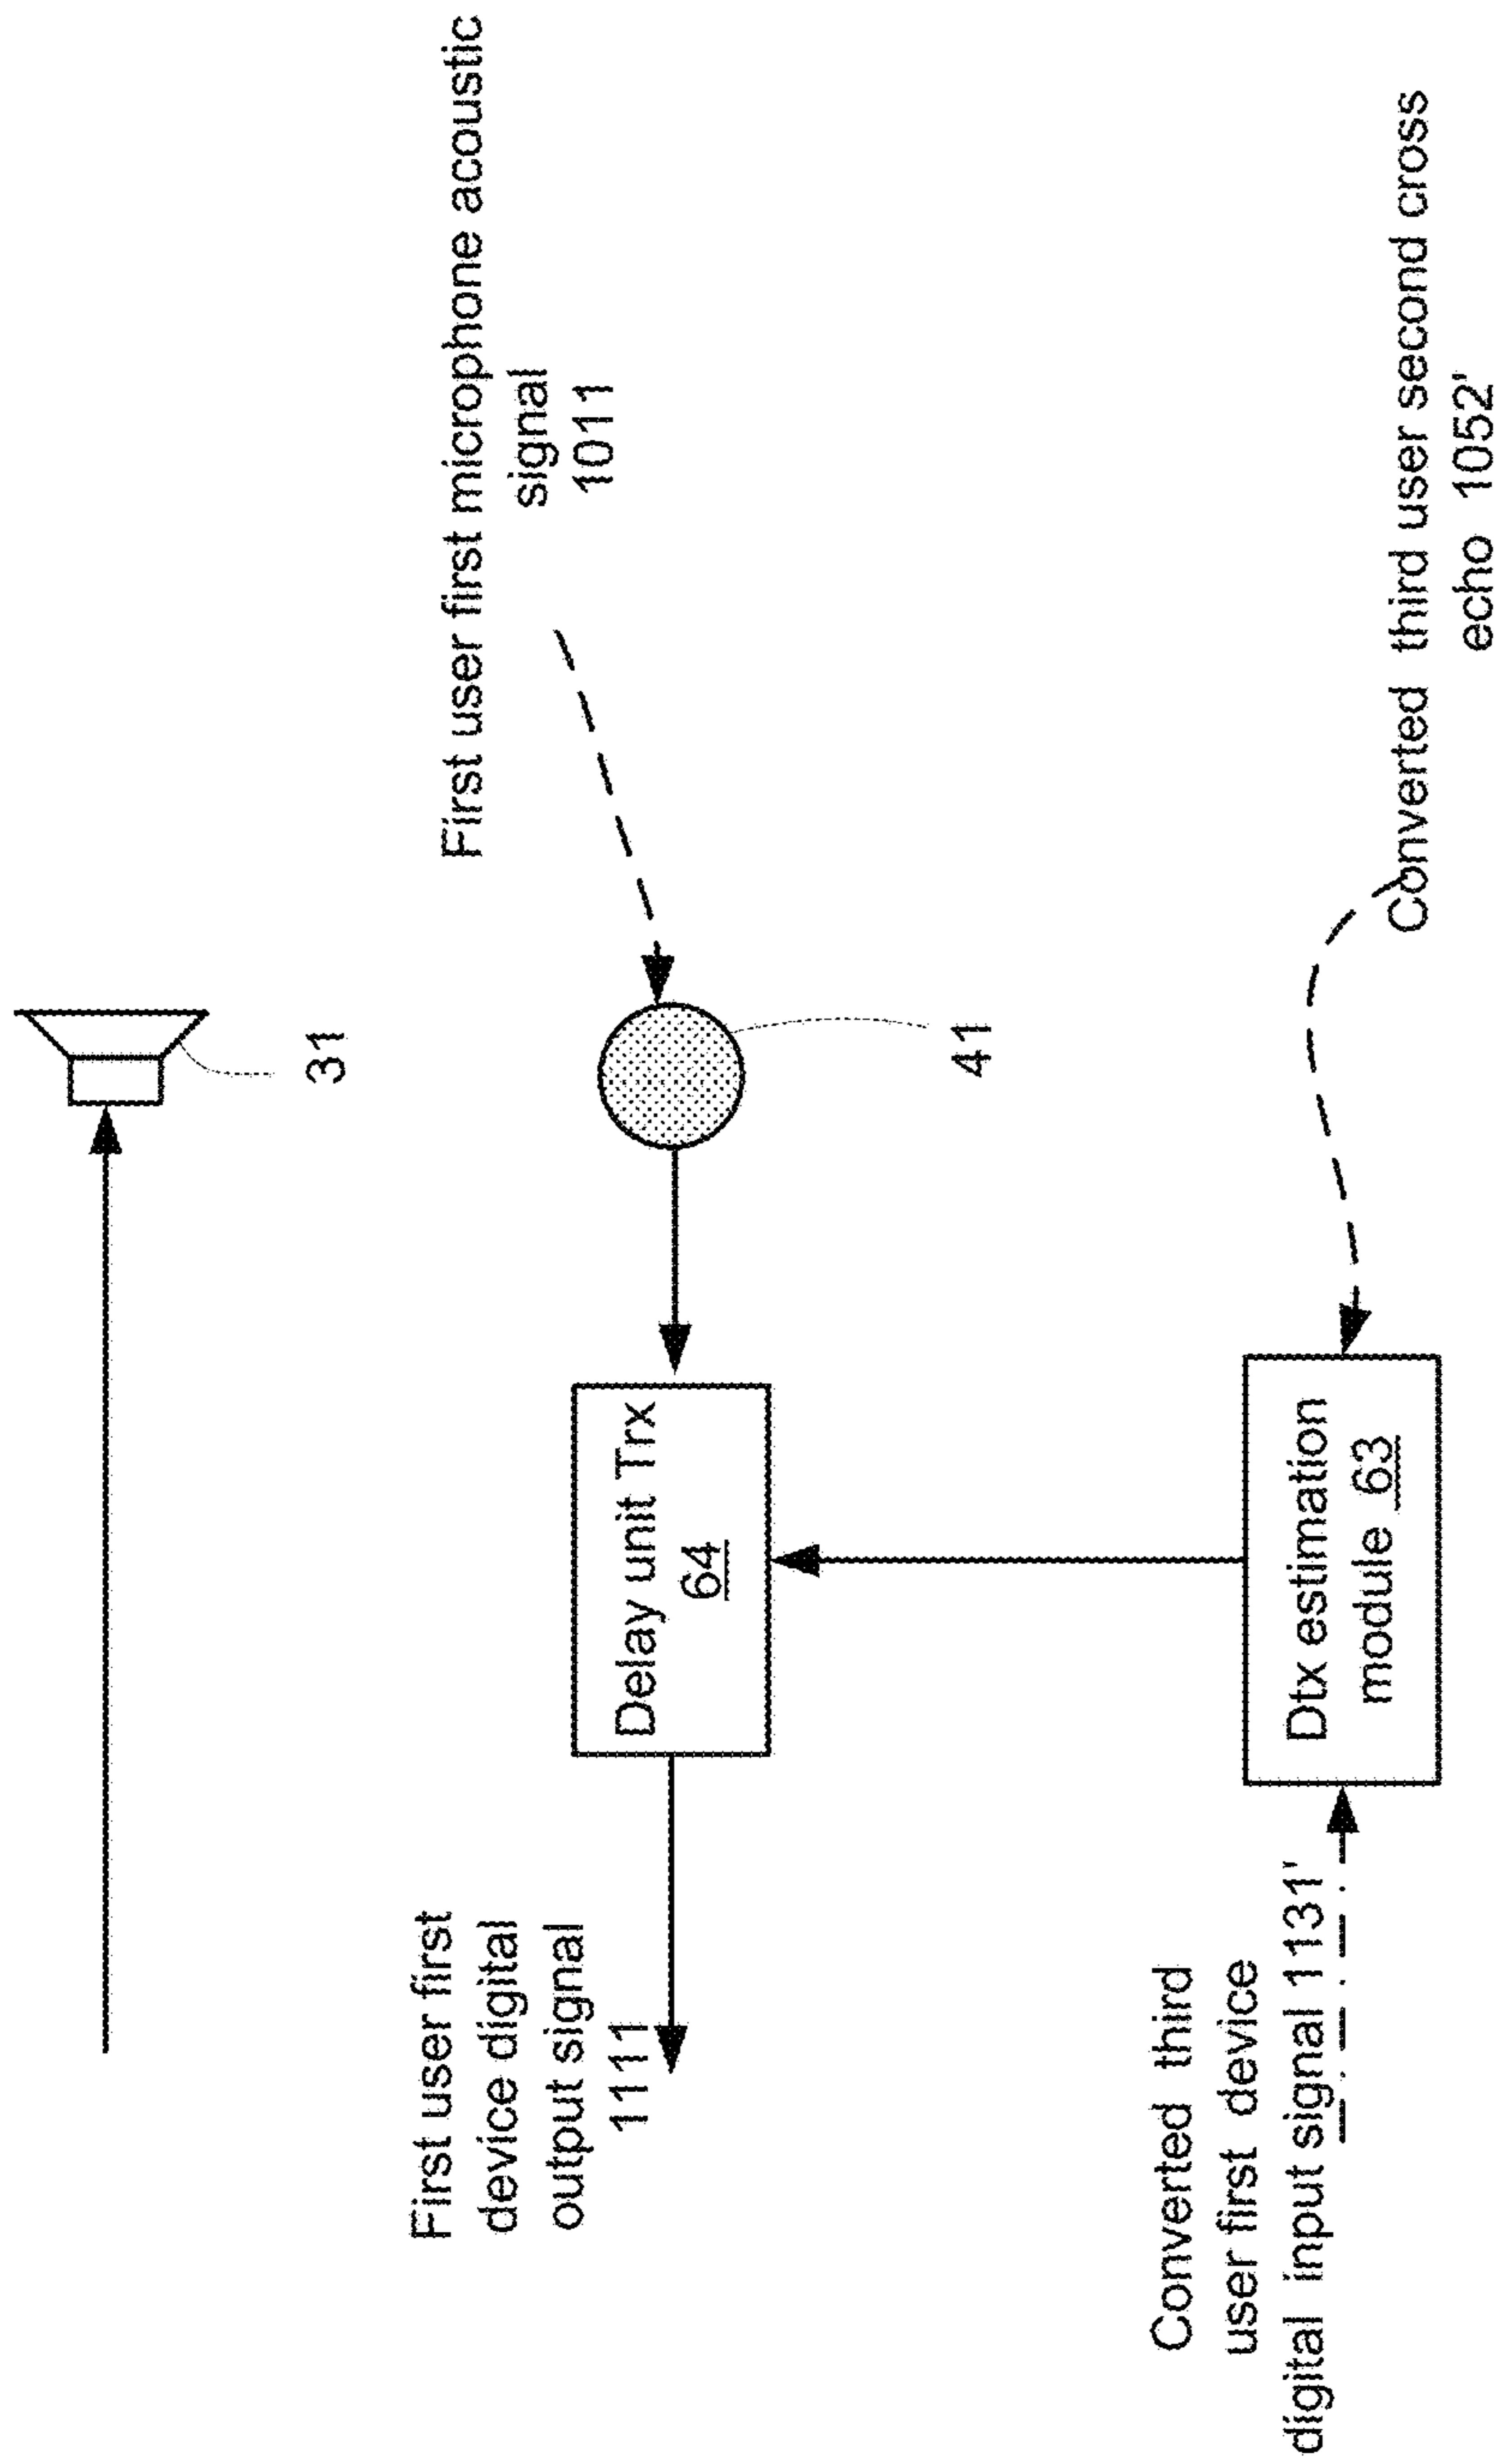 31
First user first microphone acoustic
signal
1011
First user first
device digital
output signal
1111
Delay unit Trx
64
41
Converted third
user first device
digital input signal 1131'
Dtx estimation
module 63
Converted third user second cross
echo 1052'